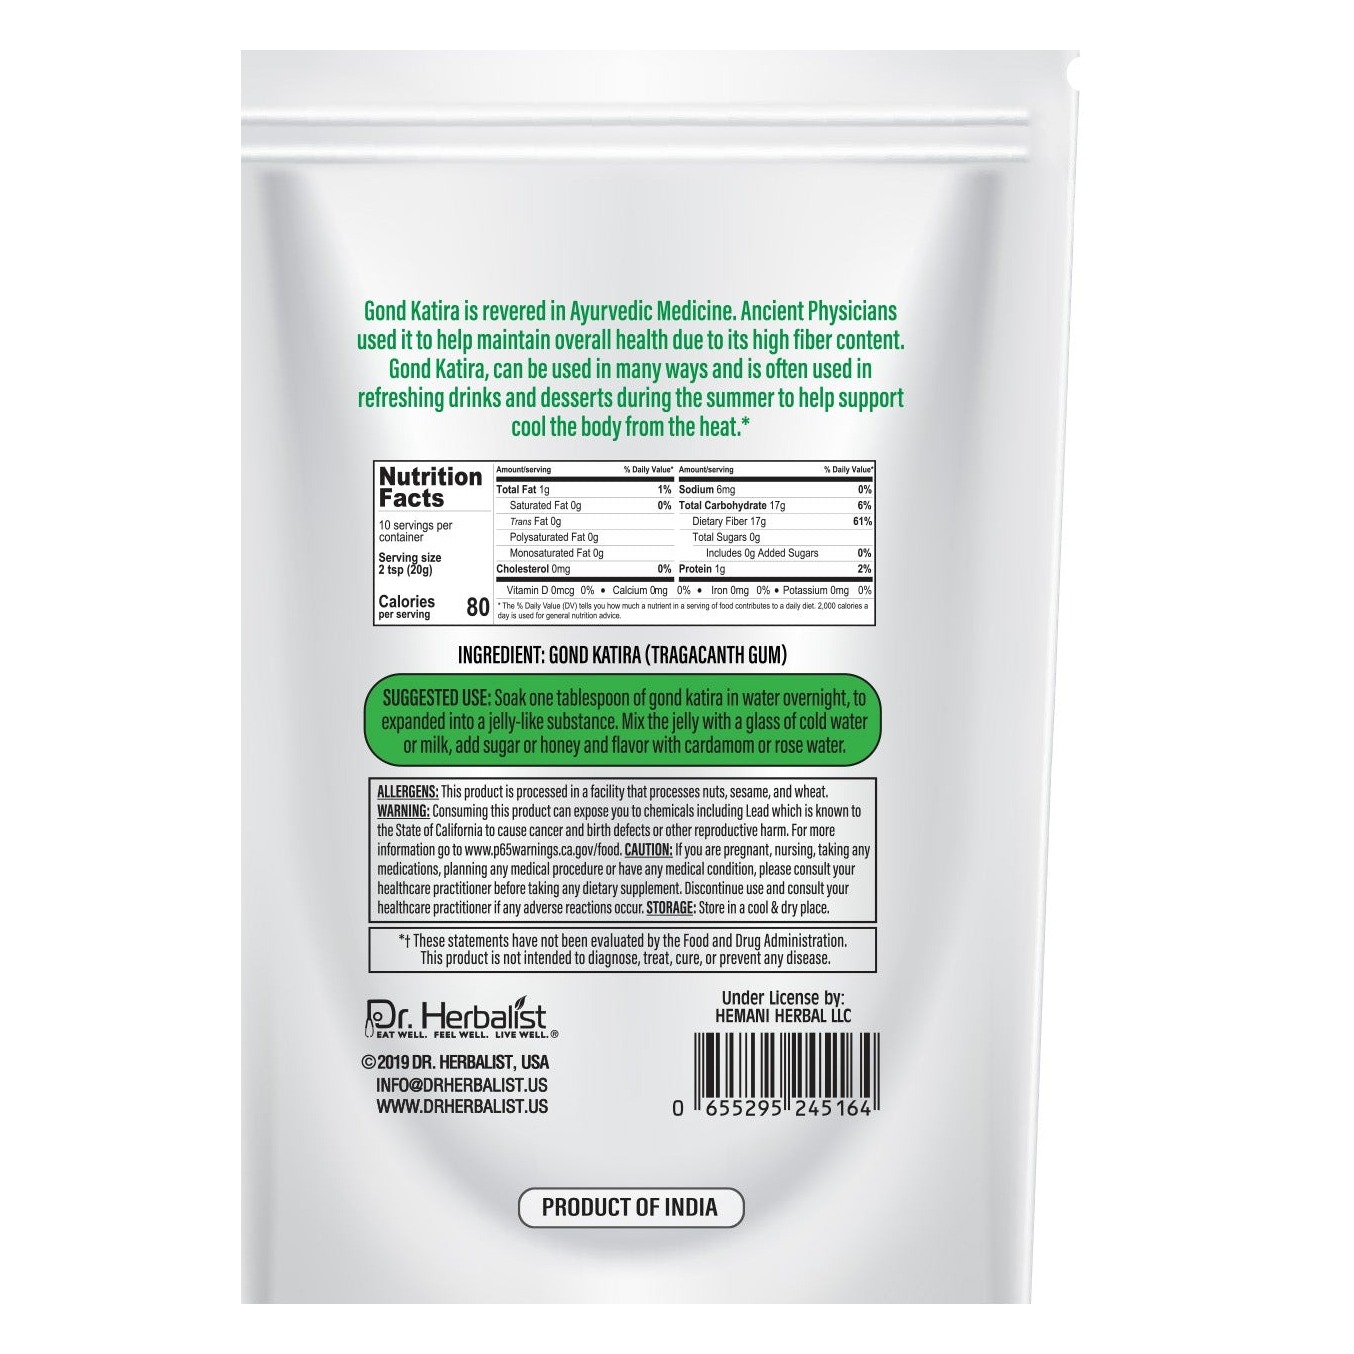 Gond Katira is revered in Ayurvedic Medicine. Ancient Physicians
used it to help maintain overall health due to its high fiber content.
Gond Katira, can be used in many ways and is often used in
refreshing drinks and desserts during the summer to help support
cool the body from the heat.*
Nutrition
Facts
10 servings per
container
Serving size
2 tsp (20g)
Calories
per serving 80
Amount/serving % Daily Value*
Total Fat 1g 1%
Saturated Fat 0g 0%
Trans Fat 0g
Polysaturated Fat 0g
Monosaturated Fat 0g
Cholesterol 0mg 0%
Amount/serving % Daily Value*
Sodium 6mg 0%
Total Carbohydrate 17g 6%
Dietary Fiber 17g 61%
Total Sugars 0g
Includes 0g Added Sugars 0%
Protein 1g 2%
Vitamin D 0mcg 0% • Calcium 0mg 0% • Iron 0mg 0% • Potassium 0mg 0%
* The % Daily Value (DV) tells you how much a nutrient in a serving of food contributes to a daily diet. 2,000 calories a
day is used for general nutrition advice.
INGREDIENT: GOND KATIRA (TRAGACANTH GUM)
SUGGESTED USE: Soak one tablespoon of gond katira in water overnight, to
expanded into a jelly-like substance. Mix the jelly with a glass of cold water
or milk, add sugar or honey and flavor with cardamom or rose water.
ALLERGENS: This product is processed in a facility that processes nuts, sesame, and wheat.
WARNING: Consuming this product can expose you to chemicals including Lead which is known to
the State of California to cause cancer and birth defects or other reproductive harm. For more
information go to www.p65warnings.ca.gov/food. CAUTION: If you are pregnant, nursing, taking any
medications, planning any medical procedure or have any medical condition, please consult your
healthcare practitioner before taking any dietary supplement. Discontinue use and consult your
healthcare practitioner if any adverse reactions occur. STORAGE: Store in a cool & dry place.
*† These statements have not been evaluated by the Food and Drug Administration.
This product is not intended to diagnose, treat, cure, or prevent any disease.
Dr. Herbalist
EAT WELL. FEEL WELL. LIVE WELL.®
©2019 DR. HERBALIST, USA
INFO@DRHERBALIST.US
WWW.DRHERBALIST.US
Under License by:
HEMANI HERBAL LLC
0 655295 245164
PRODUCT OF INDIA